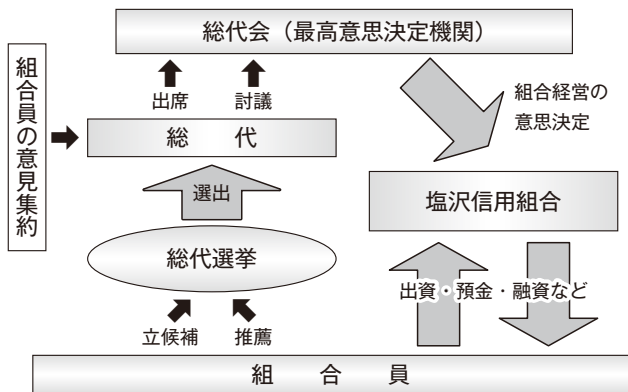 総代会（最高意思決定機関）
出席
討議
組合経営の
意思決定
組合員の意見集約
総　代
選出
塩沢信用組合
総代選挙
出資・預金・融資など
立候補
推薦
組　合　員